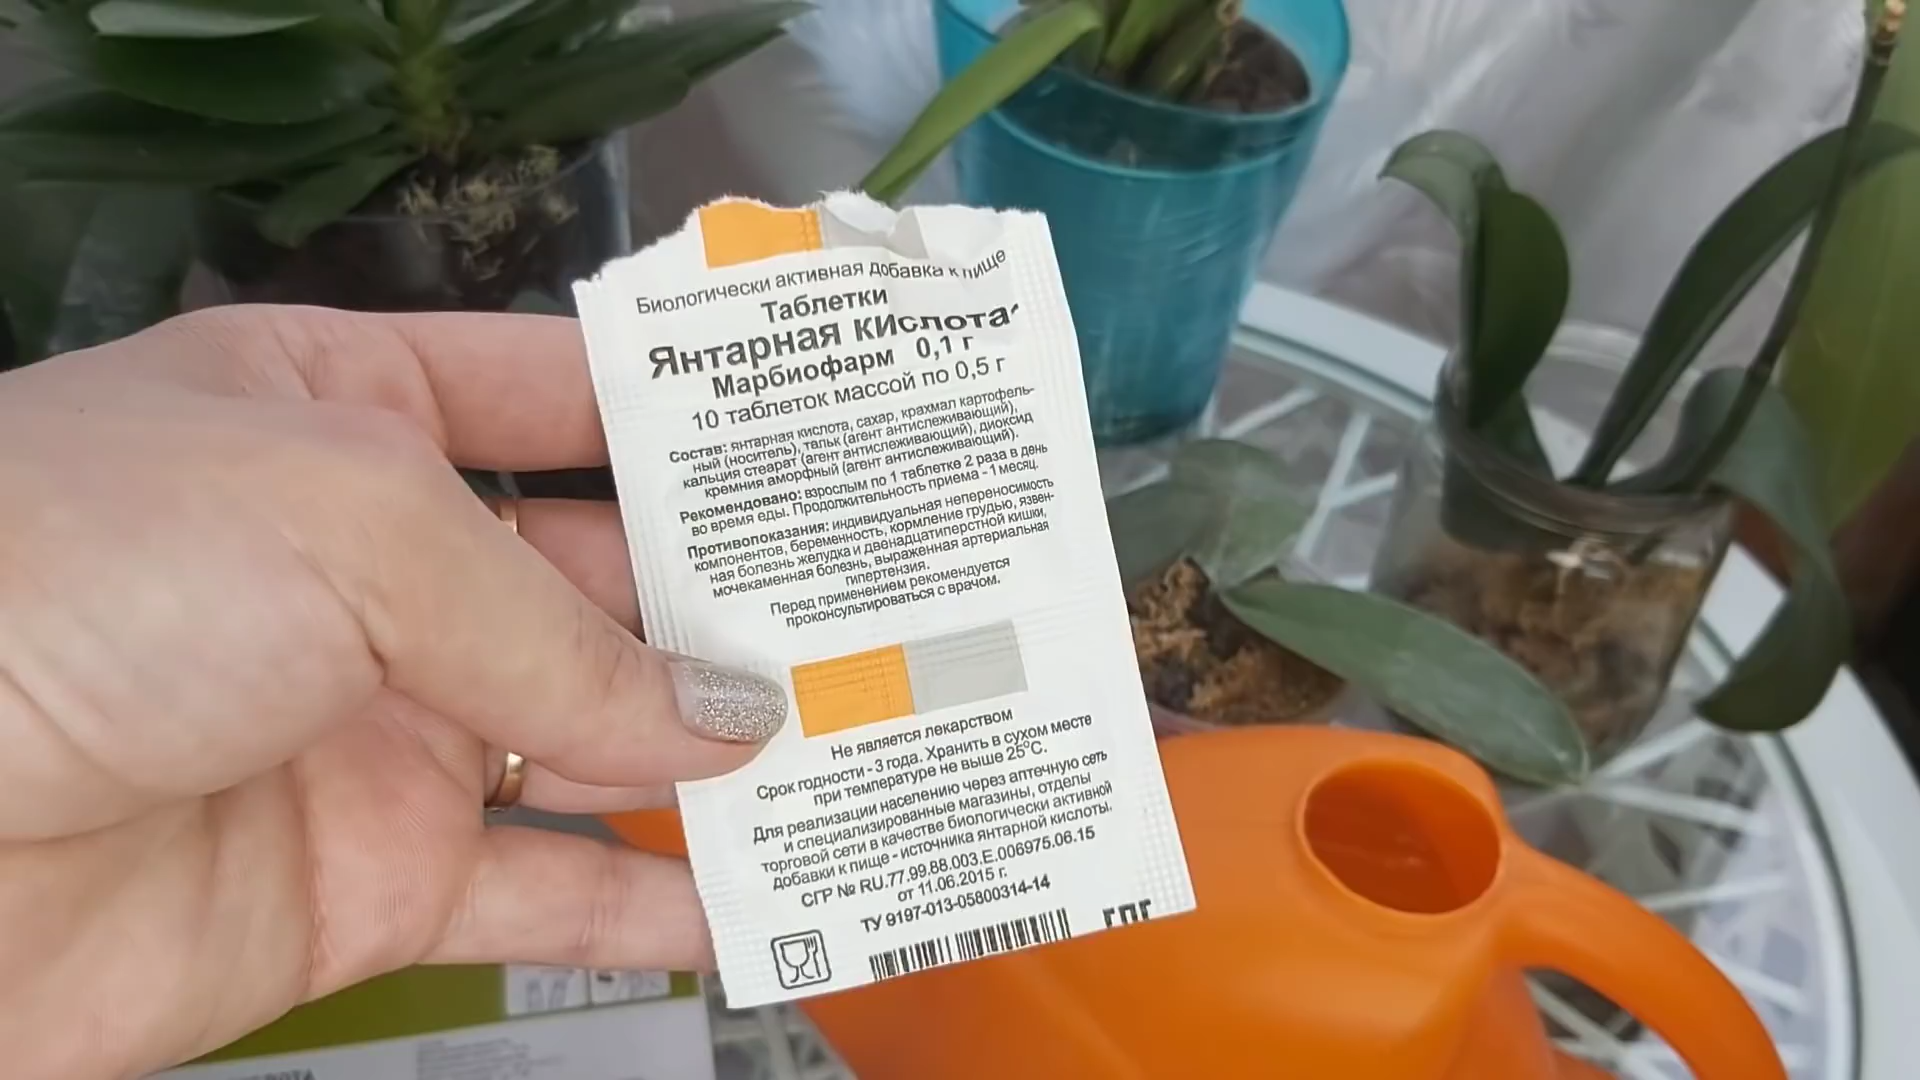 Биологически активная добавка к пище
Таблетки
Янтарная кислота
Марбиофарм 0,1 г
10 таблеток массой по 0,5 г
Состав: янтарная кислота, сахар, крахмал картофель-
ный (носитель), тальк (агент антислеживающий),
кальция стеарат (агент антислеживающий), диоксид
кремния аморфный (агент антислеживающий).
Рекомендовано: взрослым по 1 таблетке 2 раза в день
во время еды. Продолжительность приема - 1 месяц.
Противопоказания: индивидуальная непереносимость
компонентов, беременность, кормление грудью, язвен-
ная болезнь желудка и двенадцатиперстной кишки,
мочекаменная болезнь, выраженная артериальная
гипертензия.
Перед применением рекомендуется
проконсультироваться с врачом.
Не является лекарством
Срок годности - 3 года. Хранить в сухом месте
при температуре не выше 25°С.
Для реализации населению через аптечную сеть
и специализированные магазины, отделы
торговой сети в качестве биологически активной
добавки к пище - источника янтарной кислоты.
СГР № RU.77.99.88.003.Е.006975.06.15
от 11.06.2015 г.
ТУ 9197-013-05800314-14